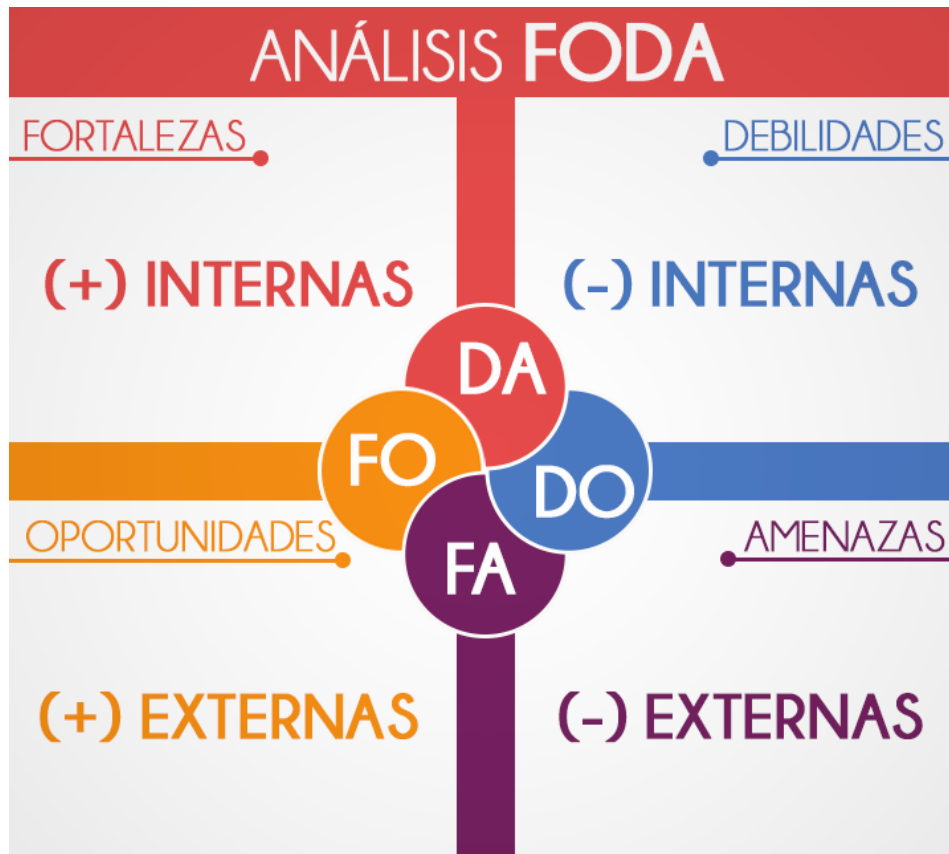 ANÁLISIS FODA
FORTALEZAS
DEBILIDADES
(+) INTERNAS
(-) INTERNAS
DA
FO
DO
FA
OPORTUNIDADES
AMENAZAS
(+) EXTERNAS
(-) EXTERNAS